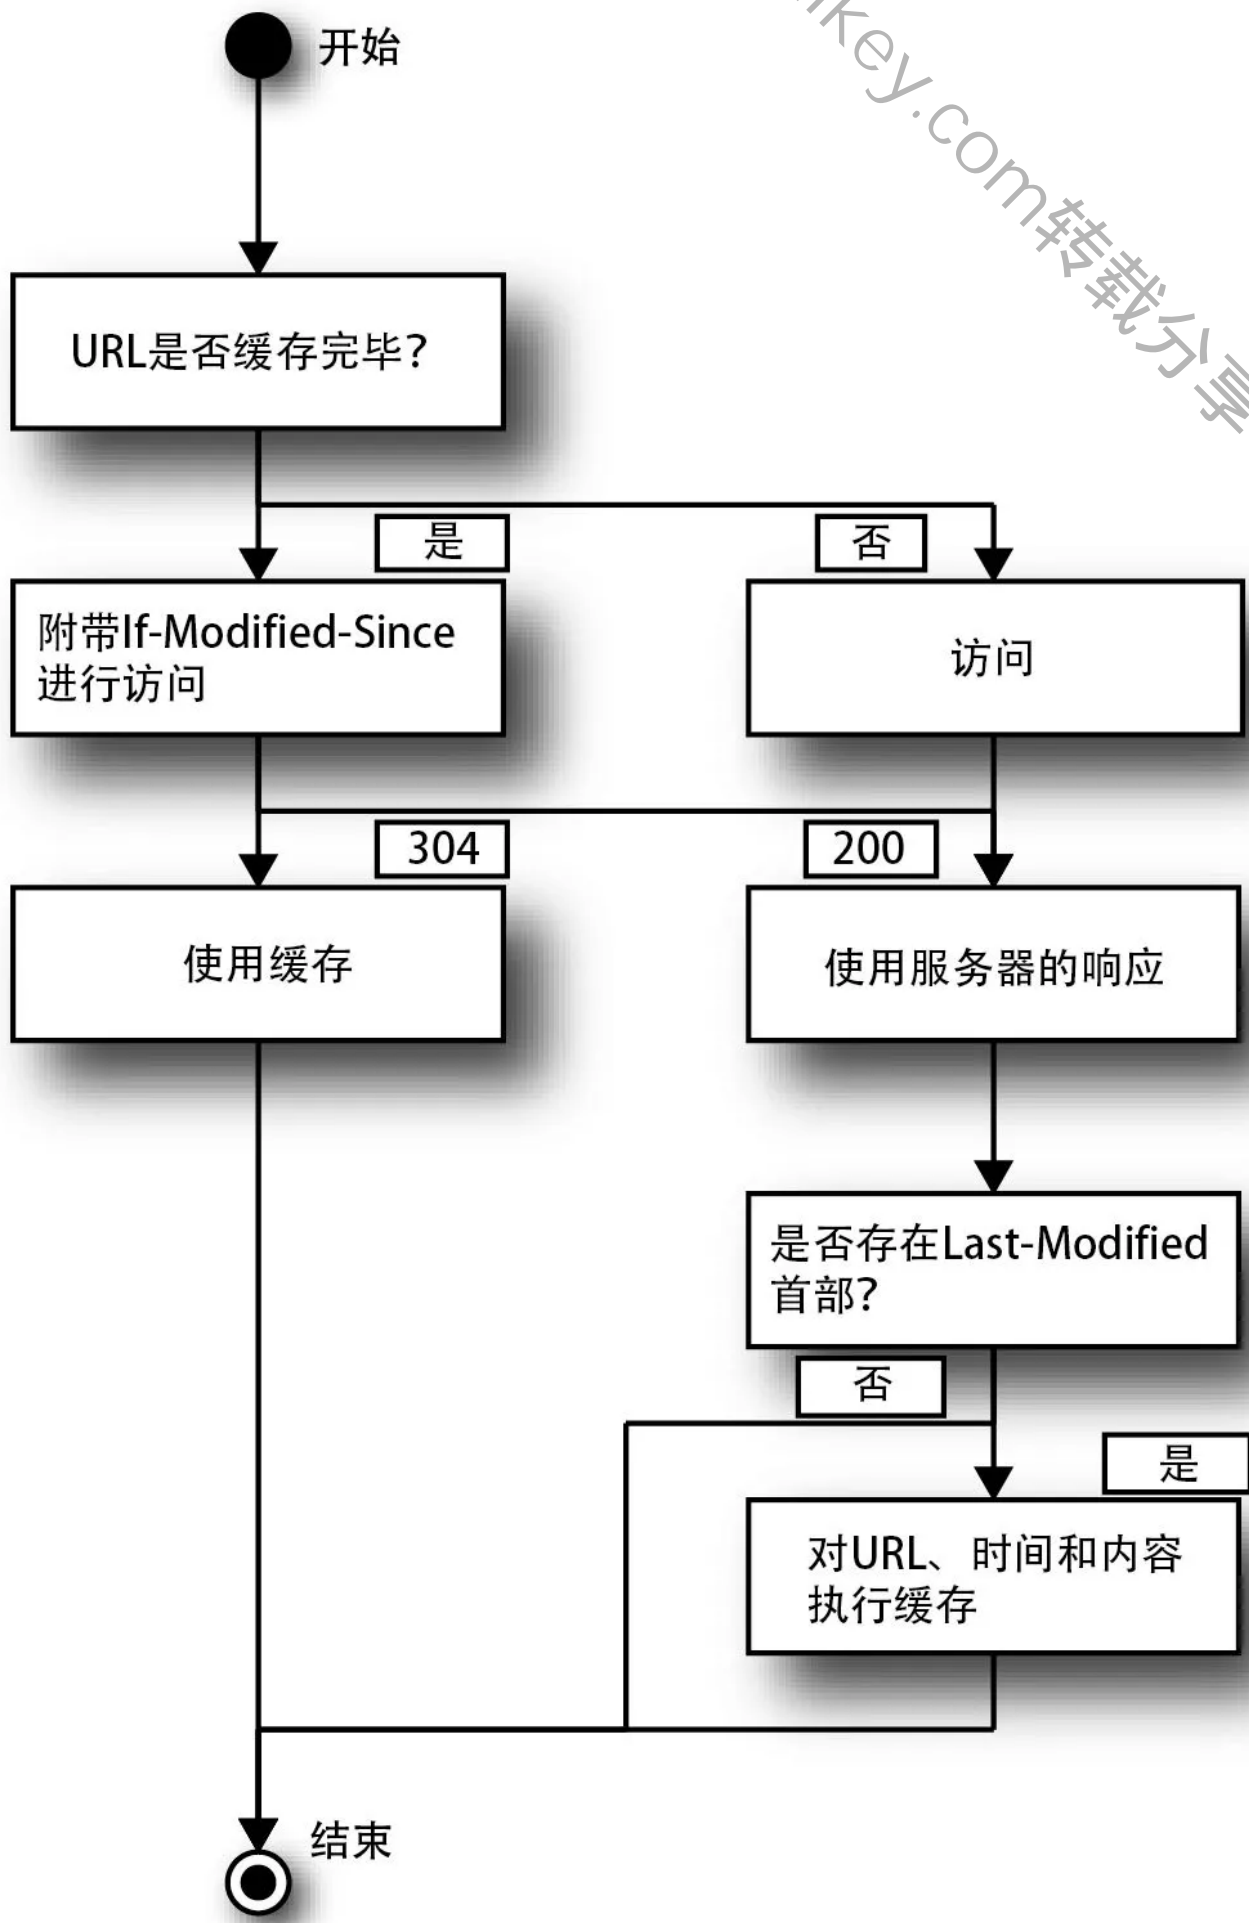 开始
key.com转载分享
URL是否缓存完毕?
是
否
附带If-Modified-Since
进行访问
访问
304
200
使用缓存
使用服务器的响应
是否存在Last-Modified
首部?
否
是
对URL、时间和内容
执行缓存
结束